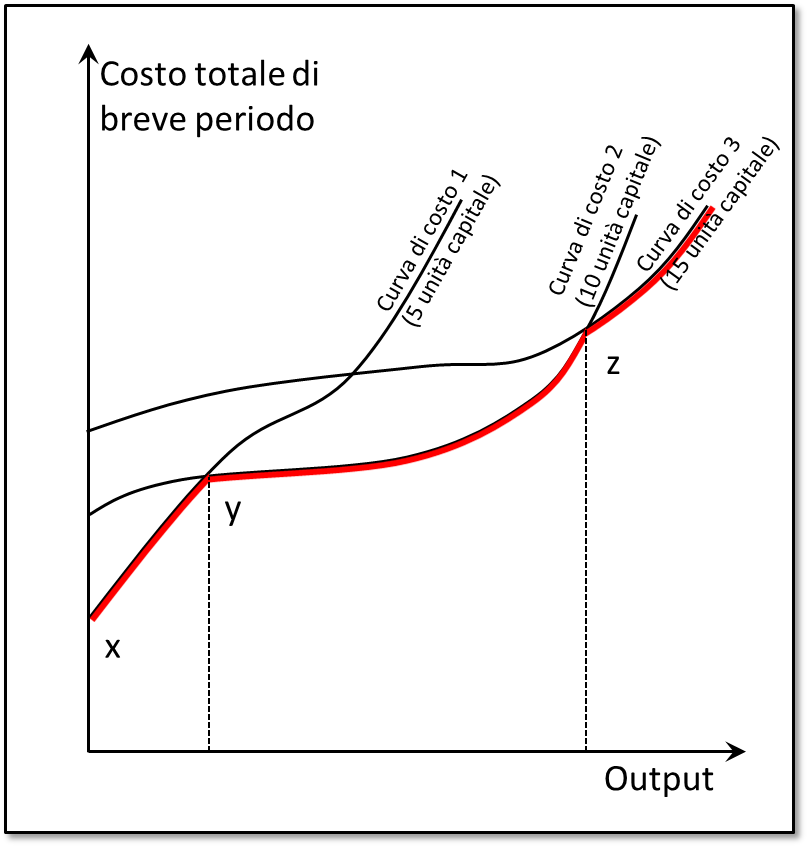 Costo totale di
breve periodo
Curva di costo 1
(5 unità capitale)
Curva di costo 2
(10 unità capitale)
Curva di costo 3
(15 unità capitale)
z
y
x
Output